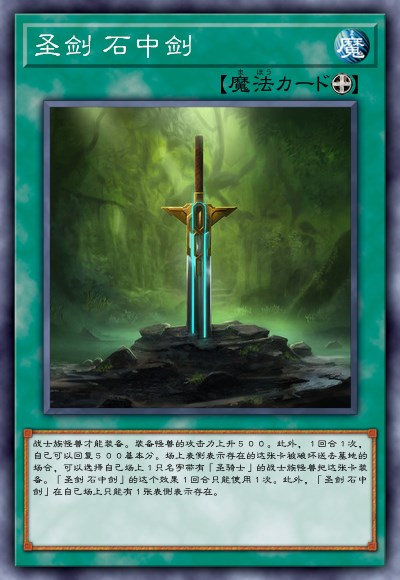 圣剑 石中剑
魔
【魔法カード】
ま ほう
战士族怪兽才能装备。装备怪兽的攻击力上升500。此外,1回合1次,
自己可以回复500基本分。场上表侧表示存在的这张卡被破坏送去墓地的
场合,可以选择自己场上1只名字带有「圣骑士」的战士族怪兽把这张卡装
备。「圣剑 石中剑」的这个效果1回合只能使用1次。此外,「圣剑 石中
剑」在自己场上只能有1张表侧表示存在。